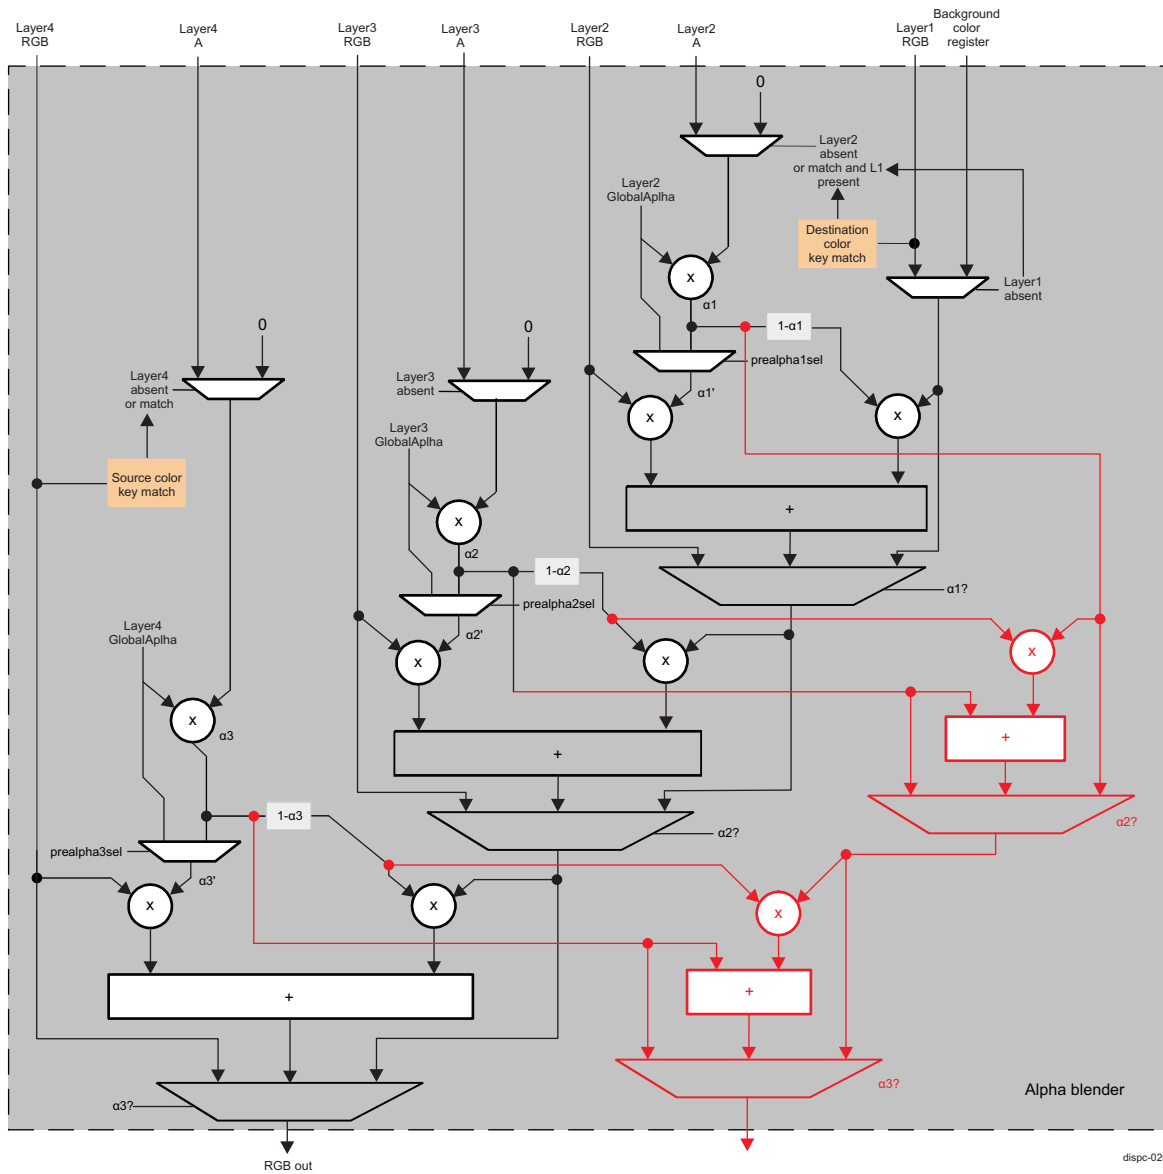 Layer4
RGB
Layer4
A
Layer3
RGB
Layer3
A
Layer2
RGB
Layer2
A
Layer1
RGB
Background
color
register
0
Layer2
absent
or match and L1
present
Layer2
GlobalAplha
Destination
color
key match
x
α1
Layer1
absent
1-α1
prealpha1sel
α1'
x
x
0
0
Layer4
absent
or match
Layer3
absent
Layer3
GlobalAplha
Source color
key match
+
x
α2
1-α2
α1?
prealpha2sel
α2'
Layer4
GlobalAplha
x
x
x
x
α3
+
+
1-α3
α2?
α2?
prealpha3sel
α3'
x
x
x
+
+
α3?
α3?
Alpha blender
RGB out
dispc-02